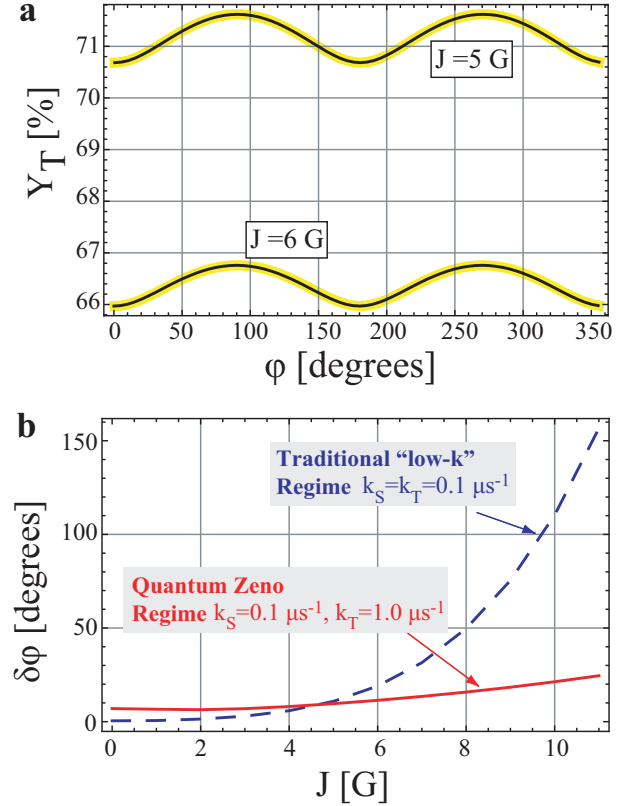 a
Y_T [%]
71
70
69
68
67
66
J =5 G
J =6 G
0 50 100 150 200 250 300 350
φ [degrees]
b
δφ [degrees]
150
100
50
0
Traditional “low-k”
Regime k_S=k_T=0.1 μs⁻¹
Quantum Zeno
Regime k_S=0.1 μs⁻¹, k_T=1.0 μs⁻¹
0 2 4 6 8 10
J [G]